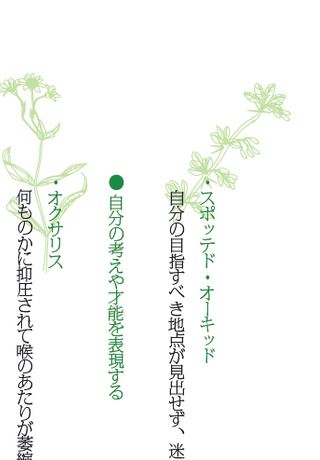 ・スポッテド・オーキッド
自分の目指すべき地点が見出せず、迷
●自分の考えや才能を表現する
・オクサリス
何ものかに抑圧されて喉のあたりが萎縮